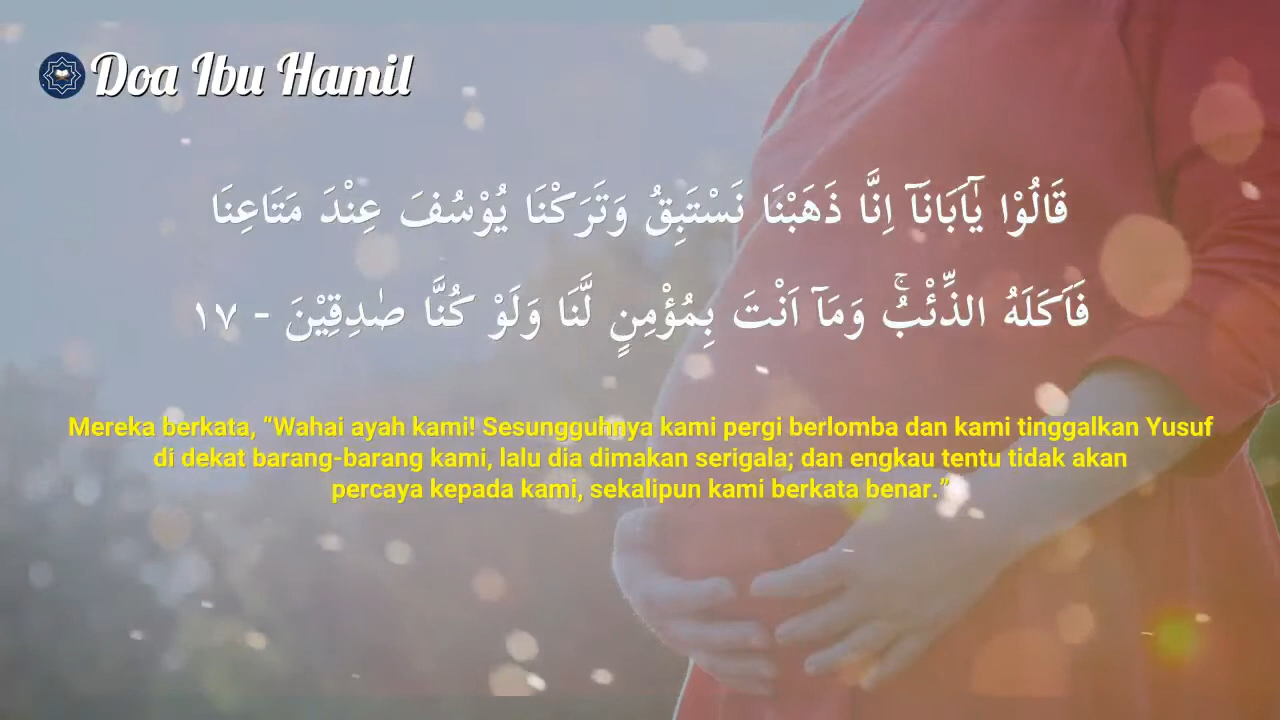 Doa Ibu Hamil
قَالُوْا يٰٓاَبَانَآ اِنَّا ذَهَبْنَا نَسْتَبِقُ وَتَرَكْنَا يُوْسُفَ عِنْدَ مَتَاعِنَا
فَاَكَلَهُ الذِّئْبُۚ وَمَآ اَنْتَ بِمُؤْمِنٍ لَّنَا وَلَوْ كُنَّا صٰدِقِيْنَ - ١٧
Mereka berkata, “Wahai ayah kami! Sesungguhnya kami pergi berlomba dan kami tinggalkan Yusuf
di dekat barang-barang kami, lalu dia dimakan serigala; dan engkau tentu tidak akan
percaya kepada kami, sekalipun kami berkata benar.”